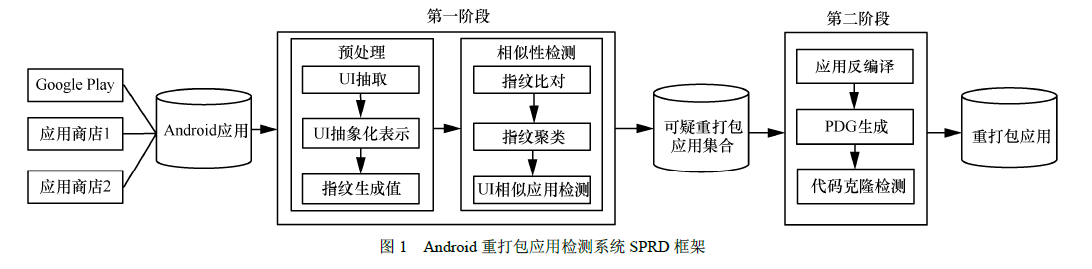 第一阶段
第二阶段
预处理
相似性检测
Google Play
应用商店1
应用商店2
Android应用
UI抽取
UI抽象化表示
指纹生成值
指纹比对
指纹聚类
UI相似应用检测
可疑重打包
应用集合
应用反编译
PDG生成
代码克隆检测
重打包应用
图 1 Android 重打包应用检测系统 SPRD 框架